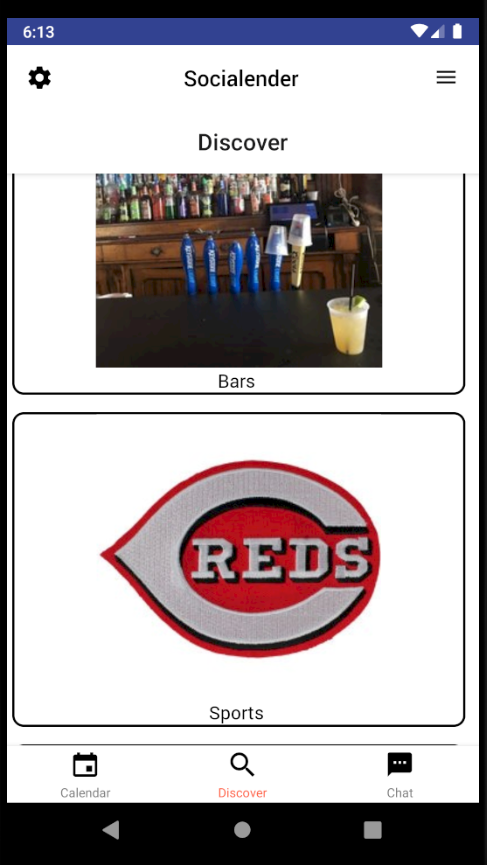 6:13
Socialender
Discover
Bars
REDS
Sports
Calendar
Discover
Chat